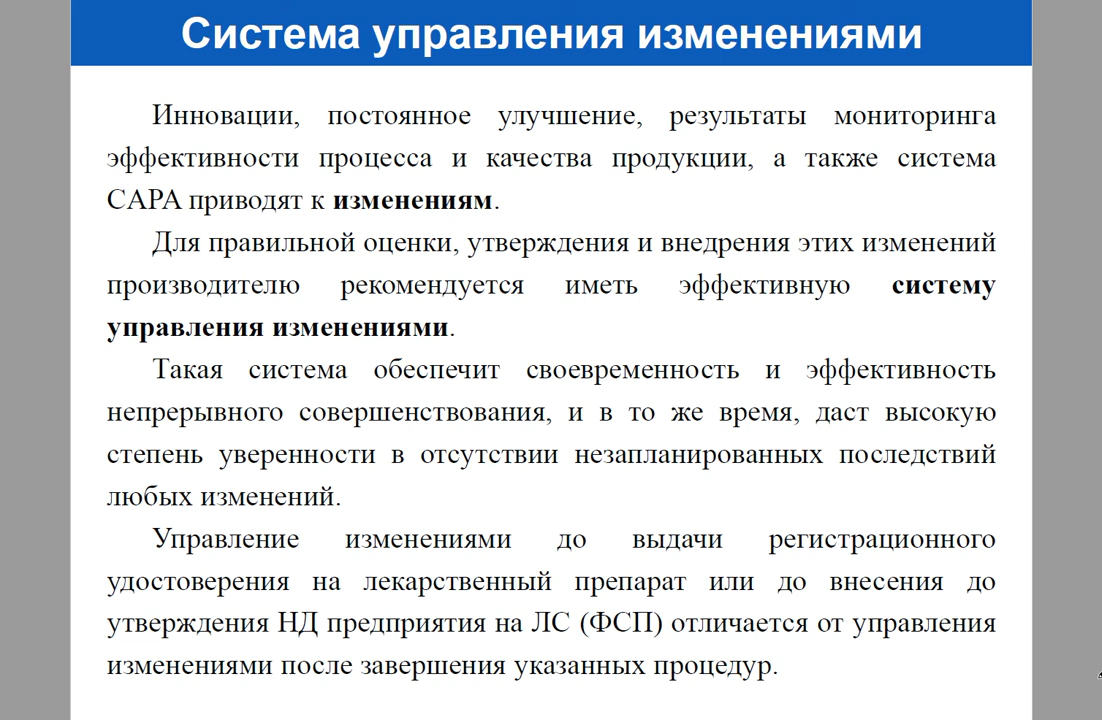 Система управления изменениями
Инновации, постоянное улучшение, результаты мониторинга
эффективности процесса и качества продукции, а также система
САРА приводят к изменениям.
Для правильной оценки, утверждения и внедрения этих изменений
производителю рекомендуется иметь эффективную систему
управления изменениями.
Такая система обеспечит своевременность и эффективность
непрерывного совершенствования, и в то же время, даст высокую
степень уверенности в отсутствии незапланированных последствий
любых изменений.
Управление изменениями до выдачи регистрационного
удостоверения на лекарственный препарат или до внесения до
утверждения НД предприятия на ЛС (ФСП) отличается от управления
изменениями после завершения указанных процедур.